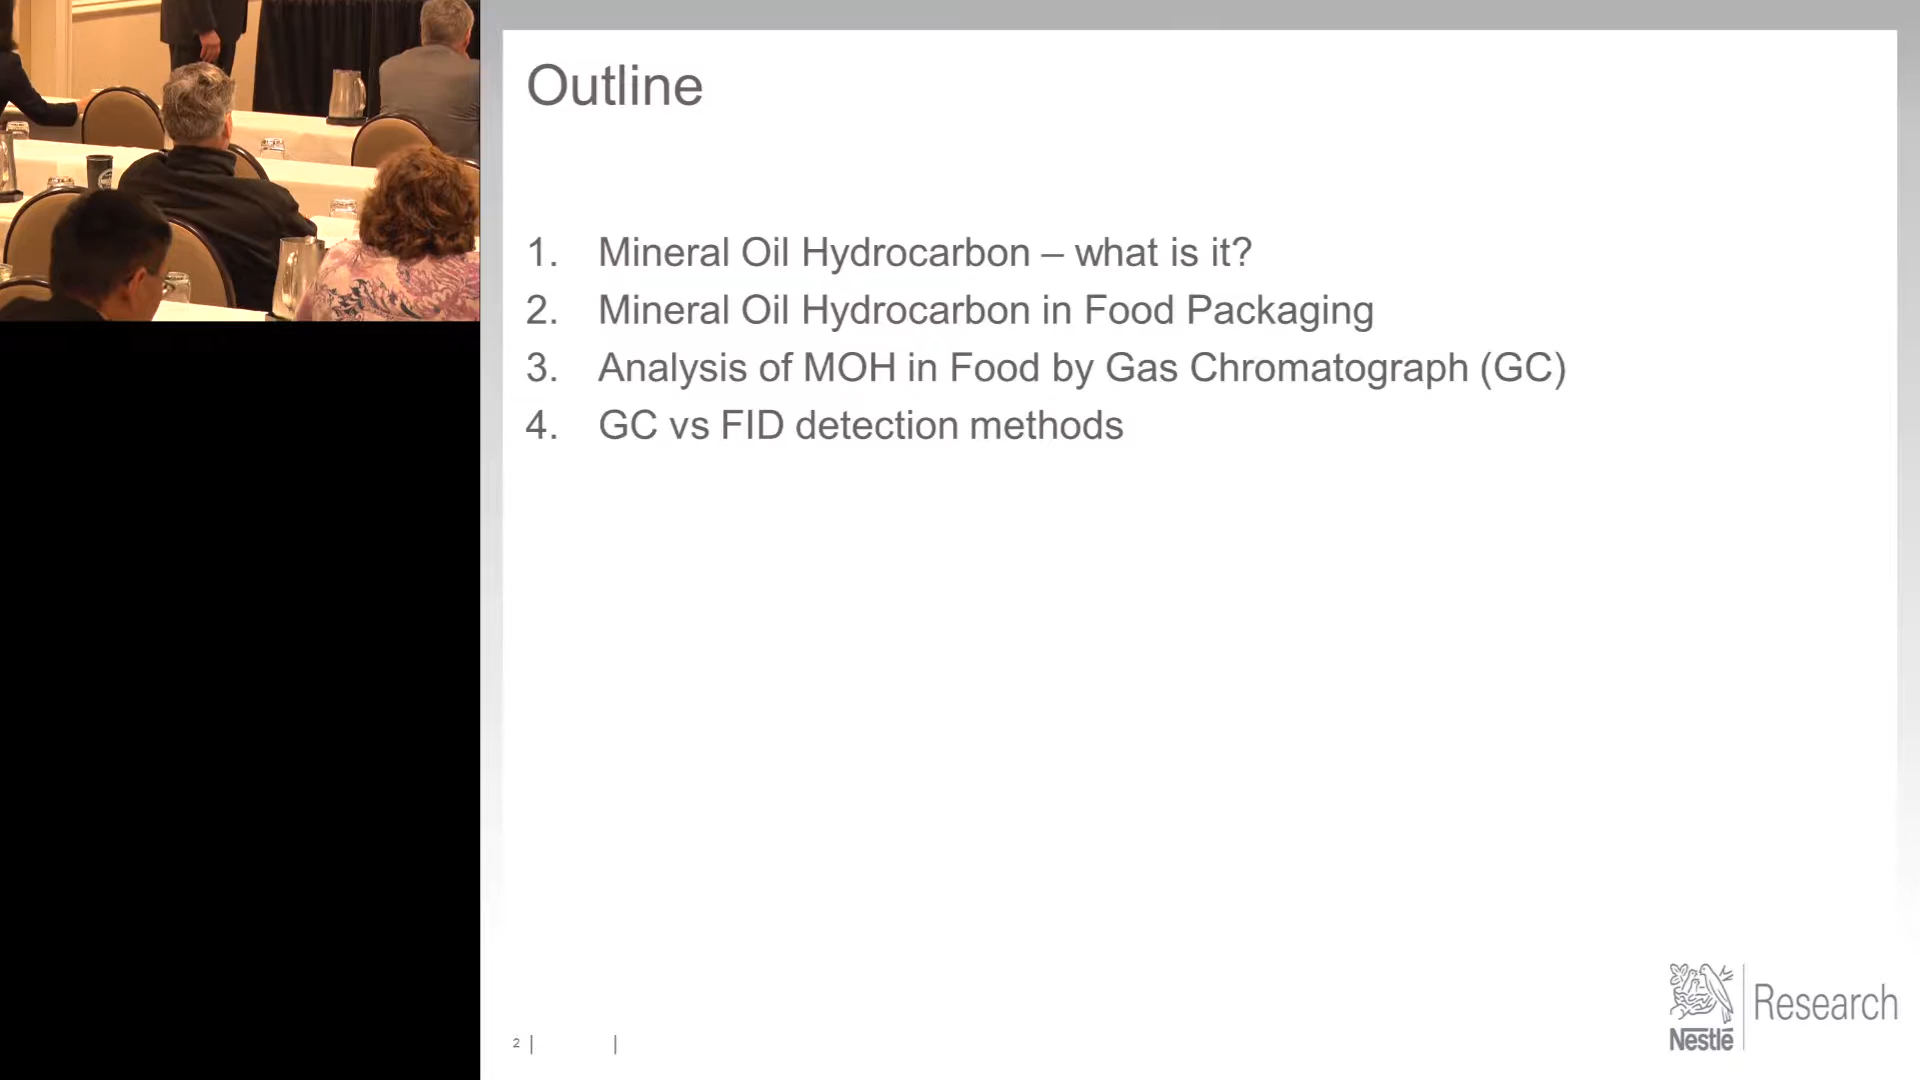 Outline
1. Mineral Oil Hydrocarbon – what is it?
2. Mineral Oil Hydrocarbon in Food Packaging
3. Analysis of MOH in Food by Gas Chromatograph (GC)
4. GC vs FID detection methods
2 | |
Nestlé
Research